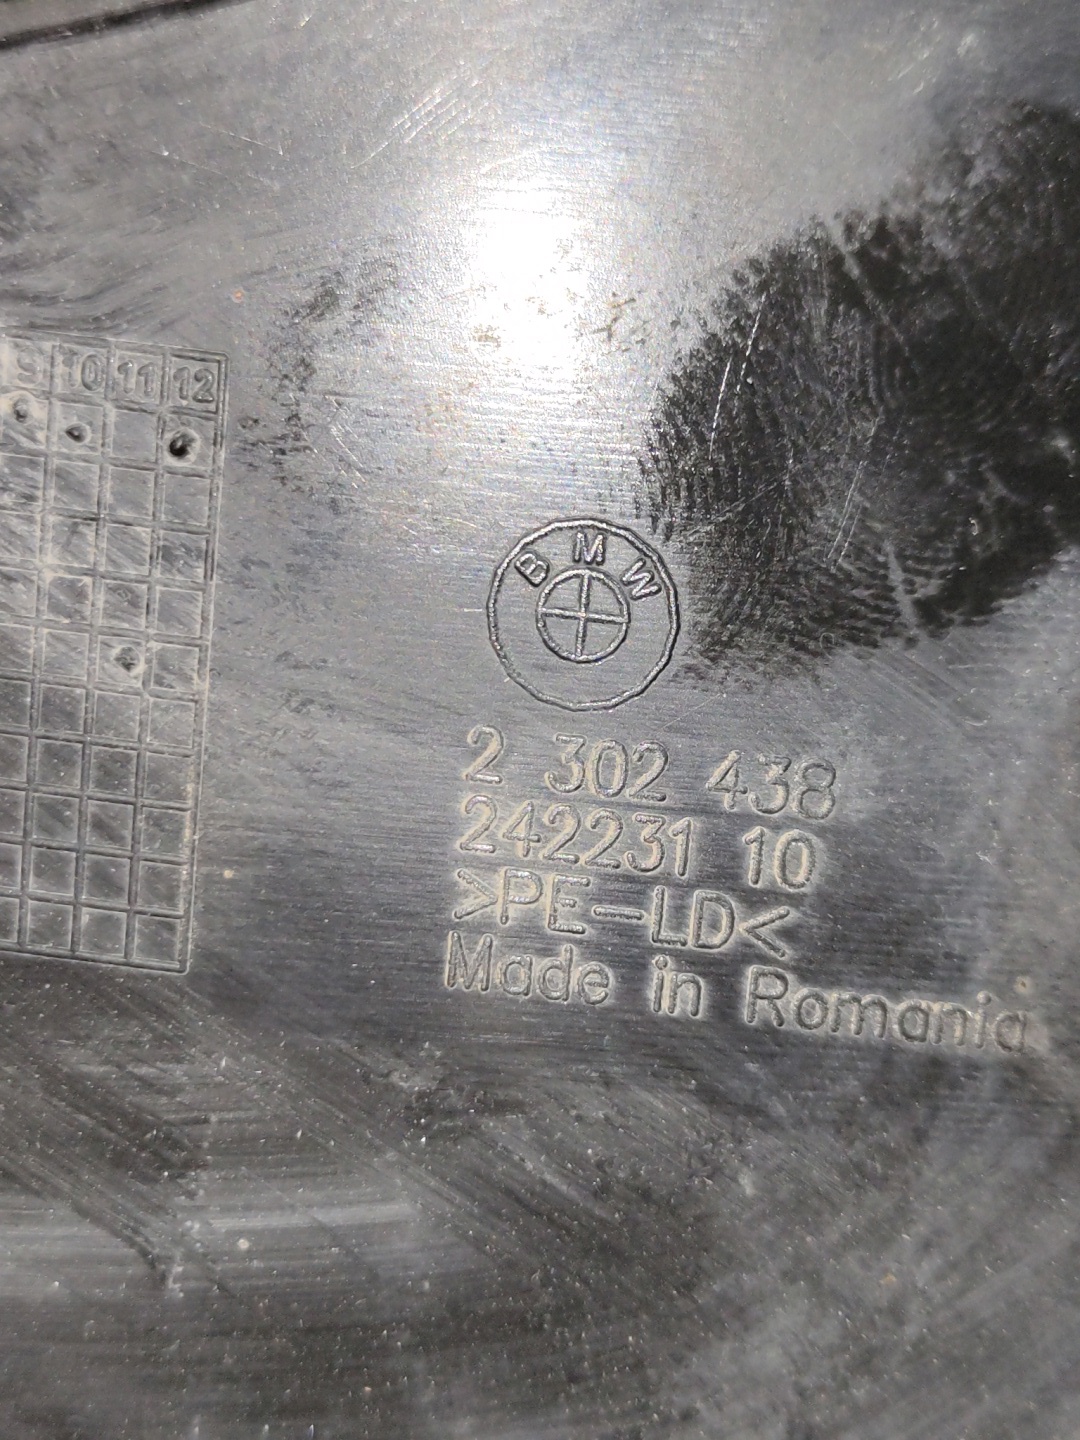 9 10 11 12
BMW
2 302 438
242231 10
>PE-LD<
Made in Romania